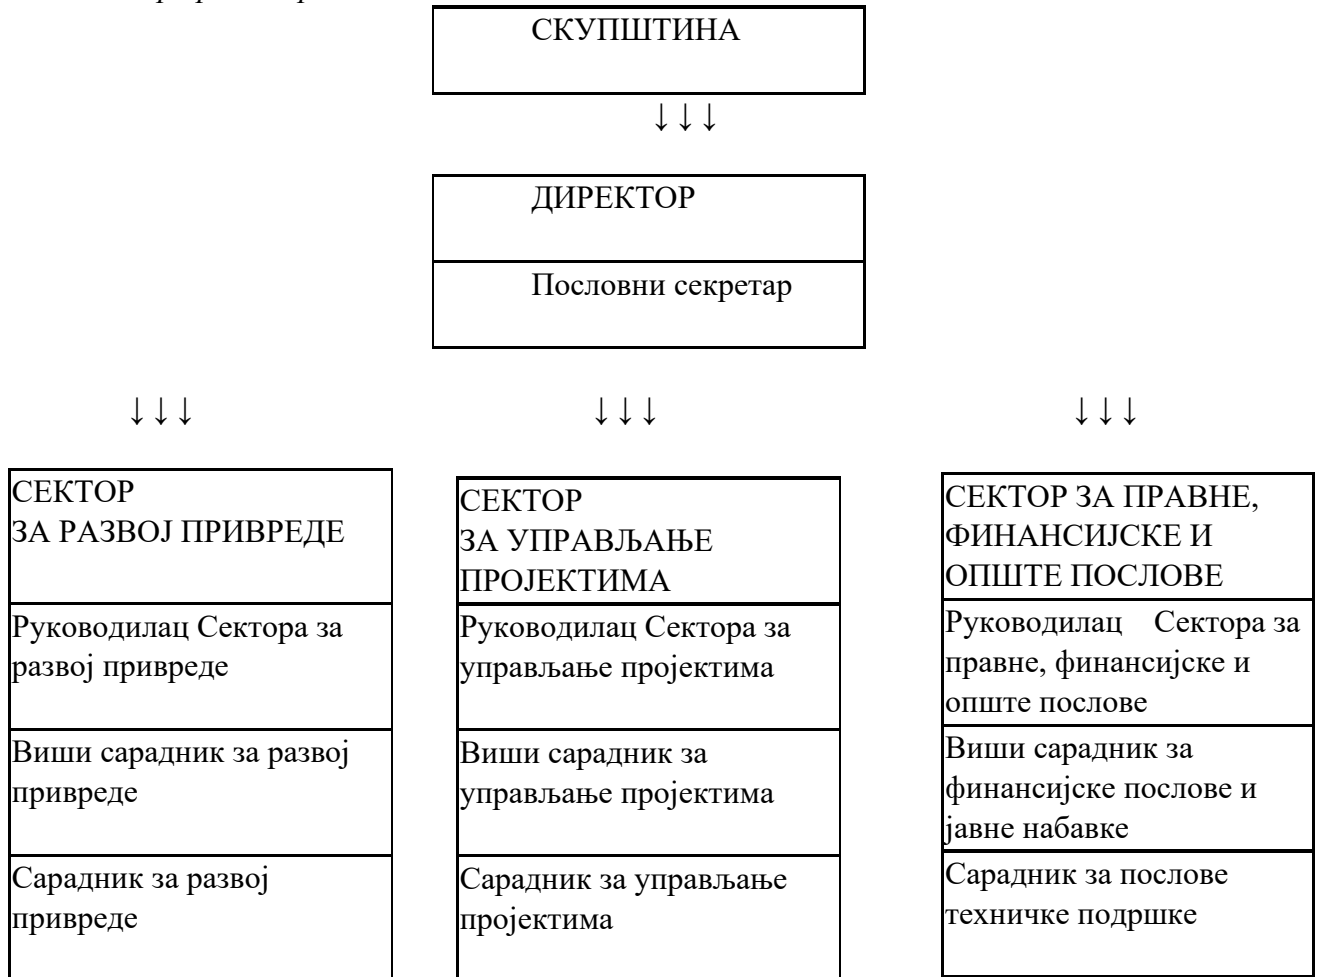 СКУПШТИНА
↓↓↓
ДИРЕКТОР
Пословни секретар
↓↓↓
↓↓↓
↓↓↓
СЕКТОР
ЗА РАЗВОЈ ПРИВРЕДЕ
Руководилац Сектора за
развој привреде
Виши сарадник за развој
привреде
Сарадник за развој
привреде
СЕКТОР
ЗА УПРАВЉАЊЕ
ПРОЈЕКТИМА
Руководилац Сектора за
управљање пројектима
Виши сарадник за
управљање пројектима
Сарадник за управљање
пројектима
СЕКТОР ЗА ПРАВНЕ,
ФИНАНСИЈСКЕ И
ОПШТЕ ПОСЛОВЕ
Руководилац Сектора за
правне, финансијске и
опште послове
Виши сарадник за
финансијске послове и
јавне набавке
Сарадник за послове
техничке подршке